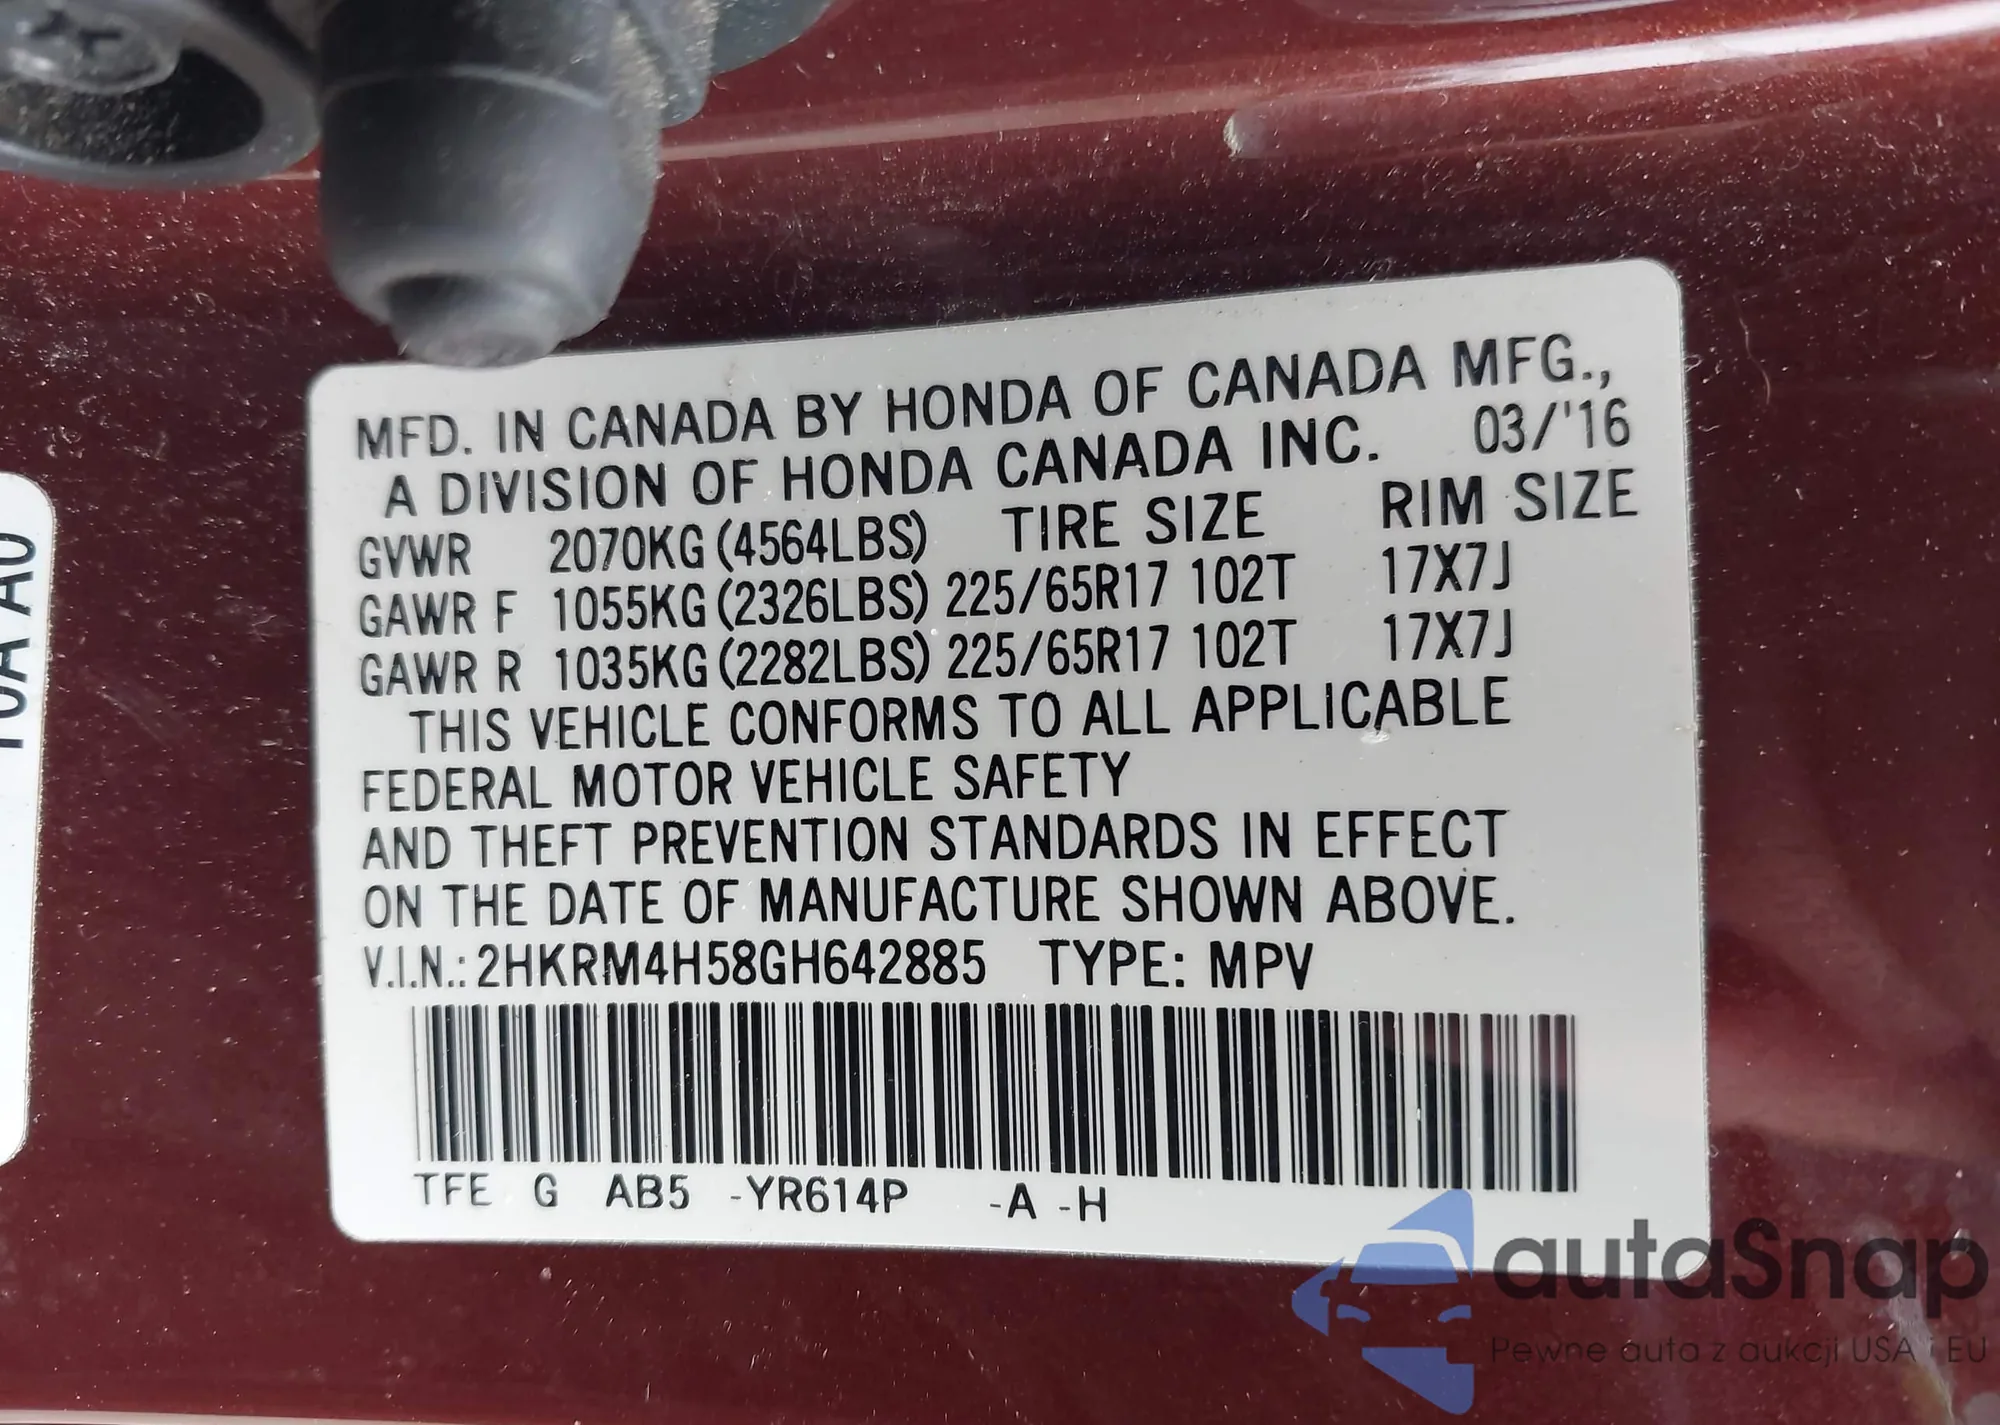 MFD. IN CANADA BY HONDA OF CANADA MFG.,
A DIVISION OF HONDA CANADA INC. 03/'16
GVWR 2070KG (4564LBS) TIRE SIZE RIM SIZE
GAWR F 1055KG (2326LBS) 225/65R17 102T 17X7J
GAWR R 1035KG (2282LBS) 225/65R17 102T 17X7J
THIS VEHICLE CONFORMS TO ALL APPLICABLE
FEDERAL MOTOR VEHICLE SAFETY
AND THEFT PREVENTION STANDARDS IN EFFECT
ON THE DATE OF MANUFACTURE SHOWN ABOVE.
V.I.N.: 2HKRM4H58GH642885 TYPE: MPV
TFE G AB5 -YR614P -A -H
autaSnap
Pewne auta z aukcji USA i EU